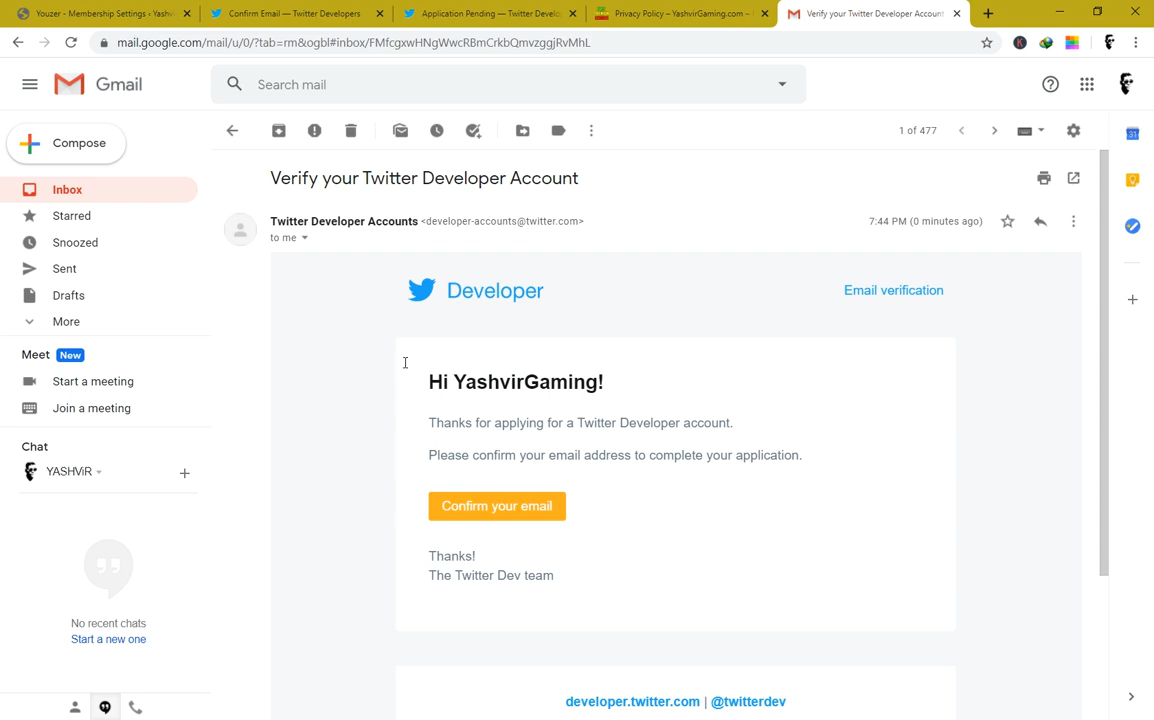 Youzer - Membership Settings ‹ Yashvi
Confirm Email — Twitter Developers
Application Pending — Twitter Develop
Privacy Policy – YashvirGaming.com –
Verify your Twitter Developer Account
mail.google.com/mail/u/0/?tab=rm&ogbl#inbox/FMfcgxwHNgWwcRBmCrkbQmvzggjRvMhL
Gmail
Search mail
Compose
1 of 477
Inbox
Verify your Twitter Developer Account
Starred
Twitter Developer Accounts <developer-accounts@twitter.com>
7:44 PM (0 minutes ago)
to me
Snoozed
Sent
Drafts
More
Developer
Email verification
Meet New
Start a meeting
Join a meeting
Hi YashvirGaming!
Thanks for applying for a Twitter Developer account.
Please confirm your email address to complete your application.
Chat
YASHViR
Confirm your email
Thanks!
The Twitter Dev team
No recent chats
Start a new one
developer.twitter.com | @twitterdev
31
K